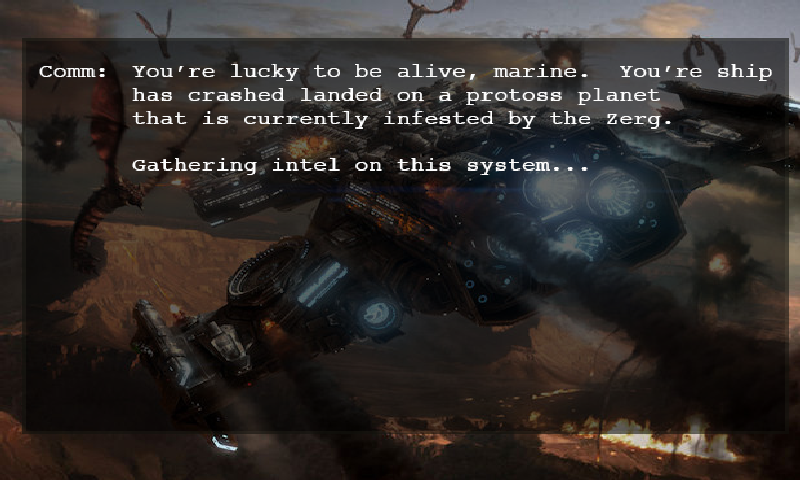 Comm: You're lucky to be alive, marine. You're ship
has crashed landed on a protoss planet
that is currently infested by the Zerg.
Gathering intel on this system...